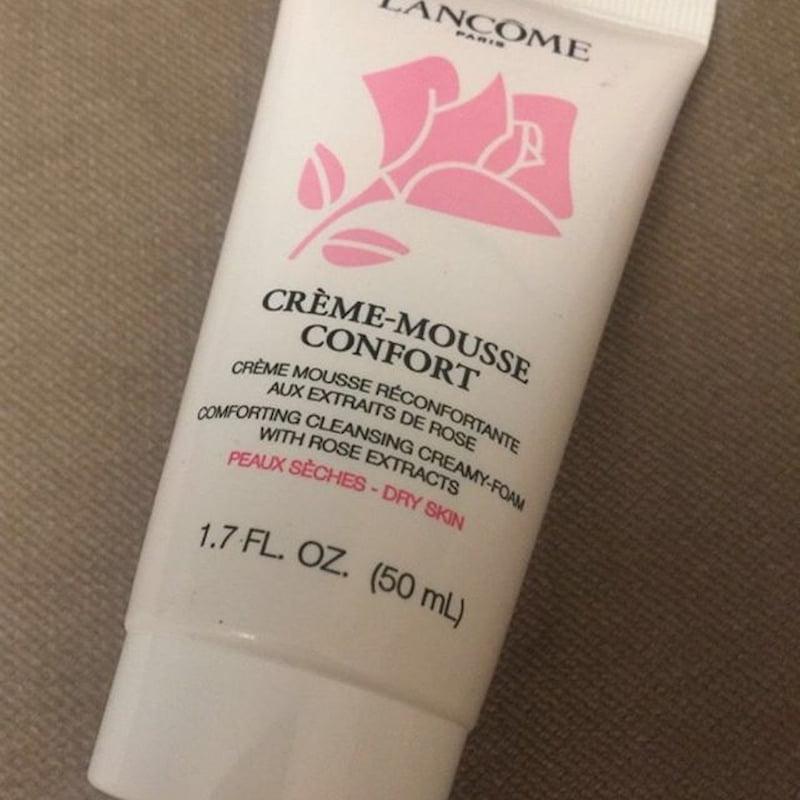 LANCÔME
PARIS
CRÈME-MOUSSE
CONFORT
CRÈME MOUSSE RÉCONFORTANTE
AUX EXTRAITS DE ROSE
COMFORTING CLEANSING CREAMY-FOAM
WITH ROSE EXTRACTS
PEAUX SÈCHES - DRY SKIN
1.7 FL. OZ. (50 mL)